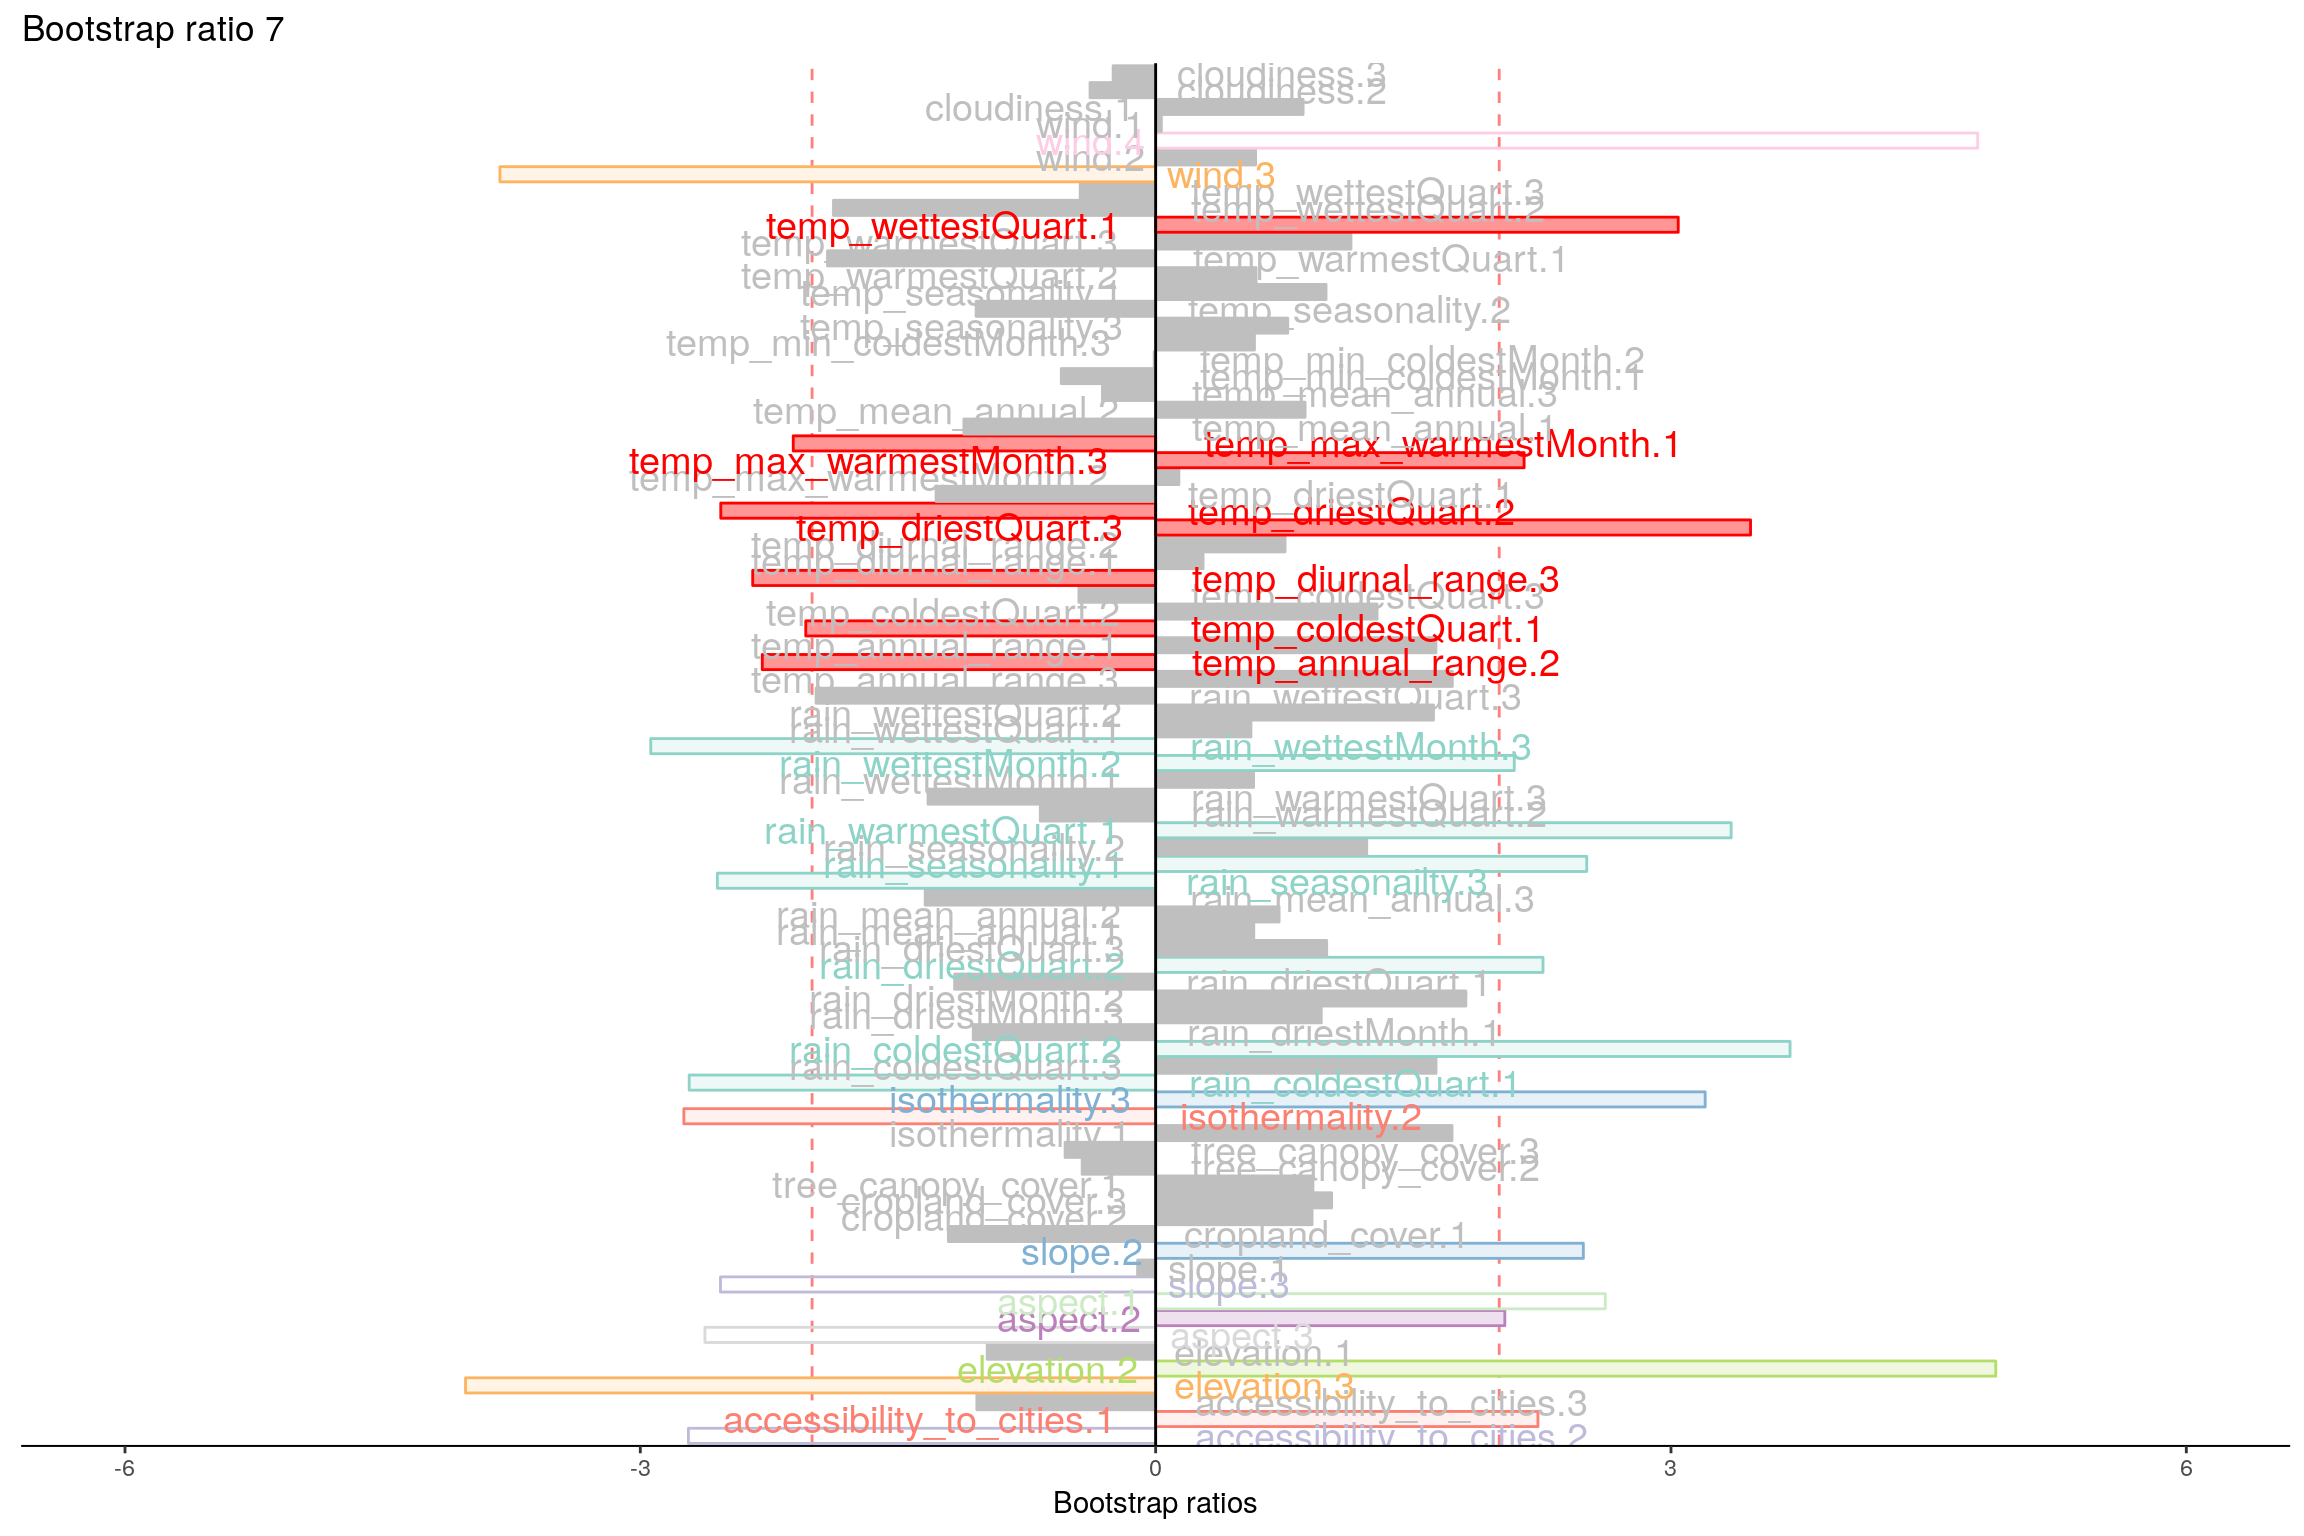 Bootstrap ratio 7
cloudiness.3
cloudiness.2
cloudiness.1
wind.1
wind.4
wind.2
wind.3
temp_wettestQuart.3
temp_wettestQuart.2
temp_wettestQuart.1
temp_warmestQuart.3
temp_warmestQuart.1
temp_warmestQuart.2
temp_seasonality.1
temp_seasonality.2
temp_seasonality.3
temp_min_coldestMonth.3
temp_min_coldestMonth.2
temp_min_coldestMonth.1
temp_mean_annual.3
temp_mean_annual.2
temp_mean_annual.1
temp_max_warmestMonth.1
temp_max_warmestMonth.3
temp_max_warmestMonth.2
temp_driestQuart.1
temp_driestQuart.2
temp_driestQuart.3
temp_diurnal_range.2
temp_diurnal_range.1
temp_diurnal_range.3
temp_coldestQuart.3
temp_coldestQuart.2
temp_coldestQuart.1
temp_annual_range.1
temp_annual_range.2
temp_annual_range.3
rain_wettestQuart.3
rain_wettestQuart.2
rain_wettestQuart.1
rain_wettestMonth.3
rain_wettestMonth.2
rain_wettestMonth.1
rain_warmestQuart.3
rain_warmestQuart.2
rain_warmestQuart.1
rain_seasonailty.2
rain_seasonailty.1
rain_seasonailty.3
rain_mean_annual.3
rain_mean_annual.2
rain_mean_annual.1
rain_driestQuart.3
rain_driestQuart.2
rain_driestQuart.1
rain_driestMonth.2
rain_driestMonth.3
rain_driestMonth.1
rain_coldestQuart.2
rain_coldestQuart.3
rain_coldestQuart.1
isothermality.3
isothermality.2
isothermality.1
tree_canopy_cover.3
tree_canopy_cover.2
tree_canopy_cover.1
cropland_cover.3
cropland_cover.2
cropland_cover.1
slope.2
slope.1
slope.3
aspect.1
aspect.2
aspect.3
elevation.1
elevation.2
elevation.3
accessibility_to_cities.3
accessibility_to_cities.1
accessibility_to_cities.2
-6 -3 0 3 6
Bootstrap ratios